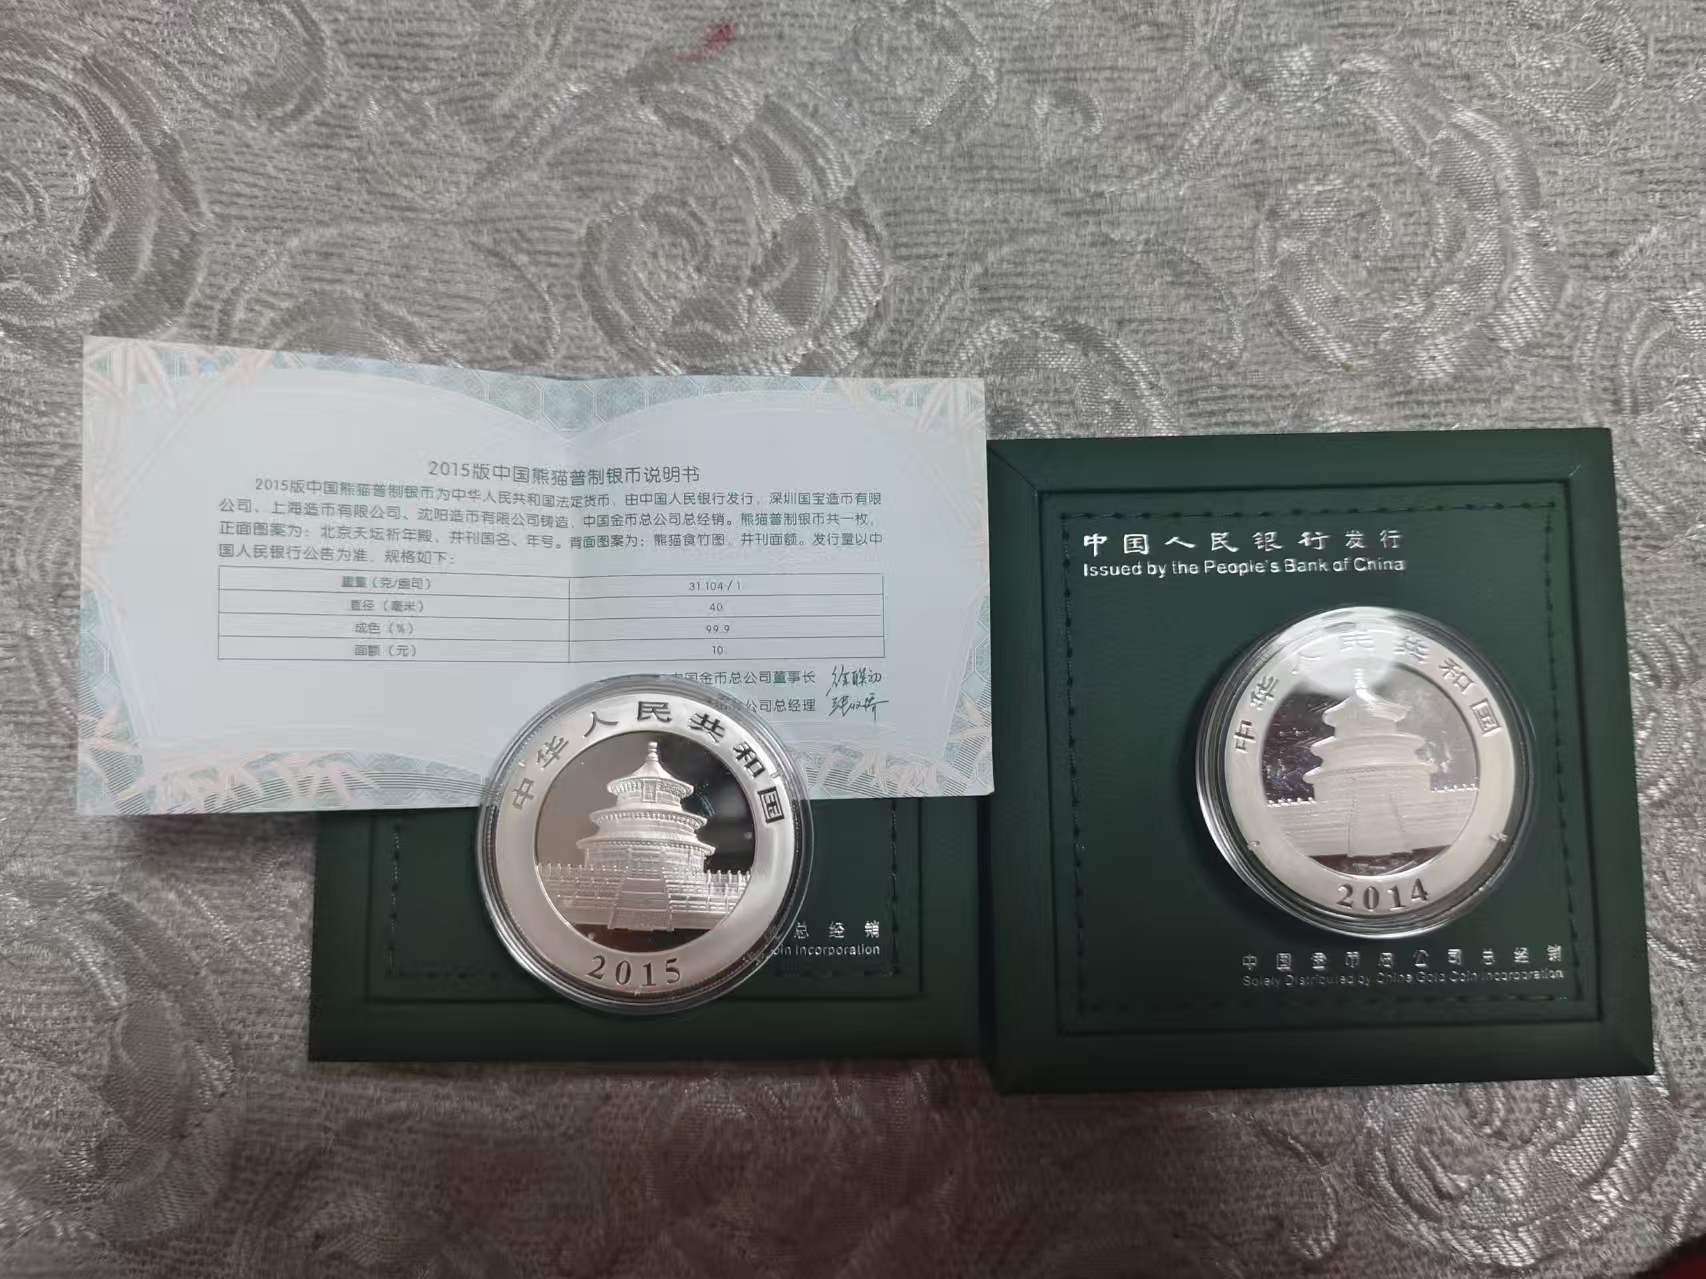 2015版中国熊猫普制银币说明书
2015版中国熊猫普制银币为中华人民共和国法定货币，由中国人民银行发行，深圳国宝造币有限
公司、上海造币有限公司、沈阳造币有限公司铸造，中国金币总公司总经销。熊猫普制银币共一枚，
正面图案为：北京天坛祈年殿，并刊国名、年号。背面图案为：熊猫食竹图，并刊面额。发行量以中
国人民银行公告为准，规格如下：
重量（克/盎司） 31.104/1
直径（毫米） 40
成色（%） 99.9
面额（元） 10
中国金币总公司董事长
公司总经理
中华人民共和国
2015
总经销
oin Incorporation
中国人民银行发行
Issued by the People's Bank of China
中华人民共和国
2014
中国金币总公司总经销
Solely Distributed by China Gold Coin Incorporation